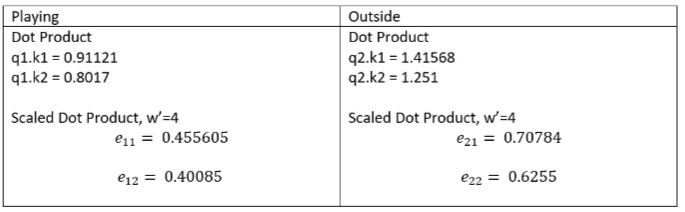 Playing
Dot Product
q1.k1 = 0.91121
q1.k2 = 0.8017
Scaled Dot Product, w’=4
e₁₁ = 0.455605
e₁₂ = 0.40085
Outside
Dot Product
q2.k1 = 1.41568
q2.k2 = 1.251
Scaled Dot Product, w’=4
e₂₁ = 0.70784
e₂₂ = 0.6255